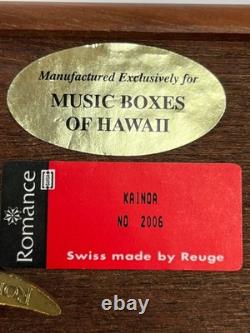 Manufactured Exclusively for
MUSIC BOXES
OF HAWAII
Romance
KAINOA
NO 2006
Swiss made by Reuge